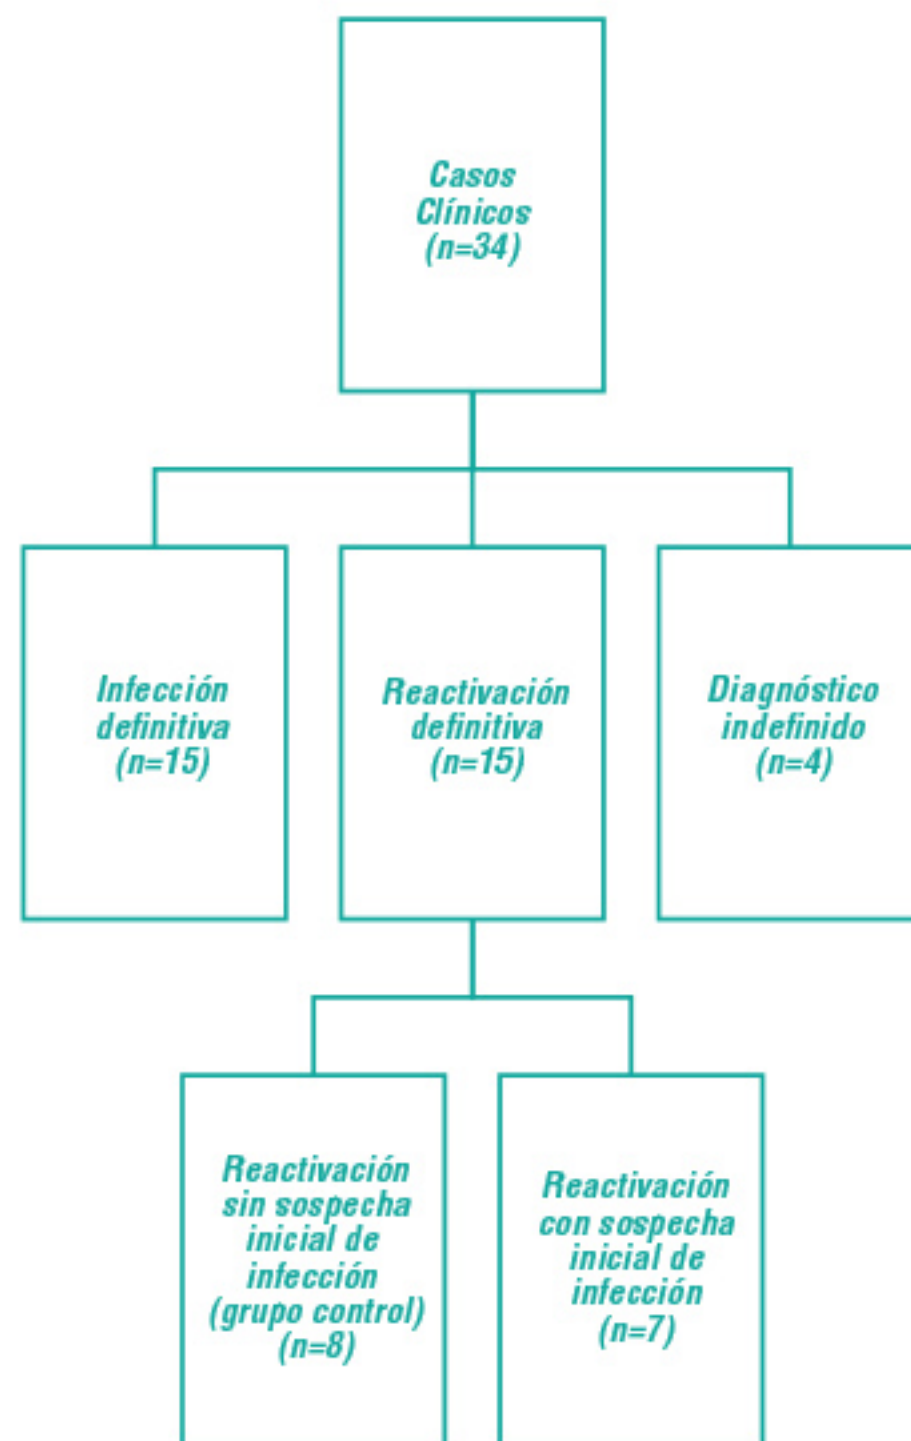 Casos
Clínicos
(n=34)
Infección
definitiva
(n=15)
Reactivación
definitiva
(n=15)
Diagnóstico
indefinido
(n=4)
Reactivación
sin sospecha
inicial de
infección
(grupo control)
(n=8)
Reactivación
con sospecha
inicial de
infección
(n=7)